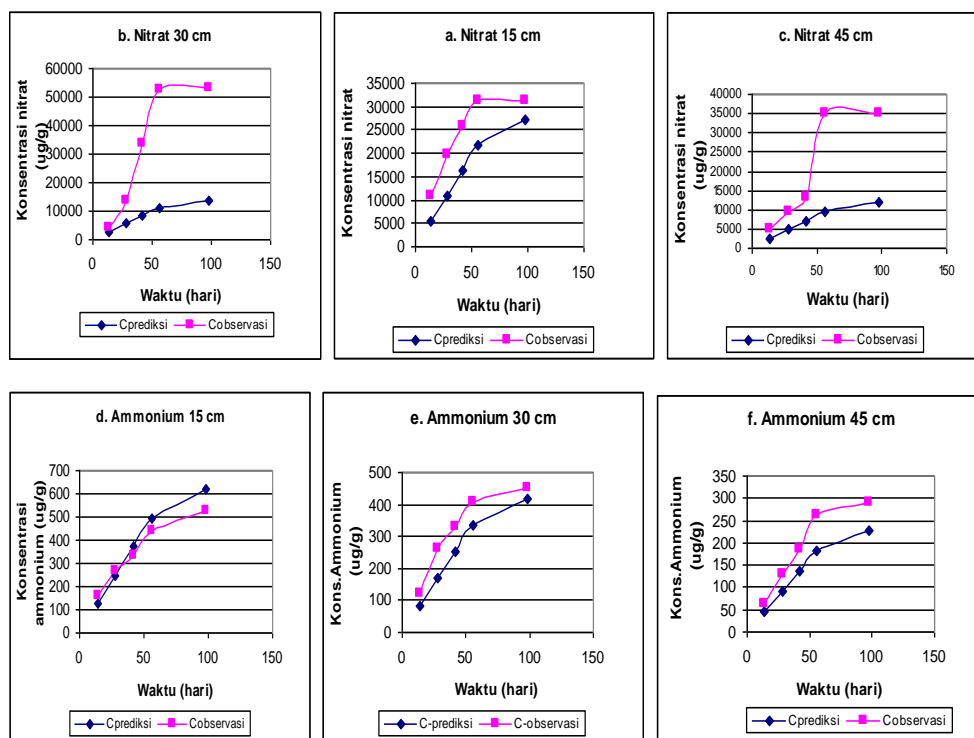 b. Nitrat 30 cm
Konsentrasi nitrat
(ug/g)
60000
50000
40000
30000
20000
10000
0
0 50 100 150
Waktu (hari)
Cprediksi Cobservasi
a. Nitrat 15 cm
Konsentrasi nitrat
(ug/g)
35000
30000
25000
20000
15000
10000
5000
0
0 50 100 150
Waktu (hari)
Cprediksi Cobservasi
c. Nitrat 45 cm
Konsentrasi nitrat
(ug/g)
40000
35000
30000
25000
20000
15000
10000
5000
0
0 50 100 150
Waktu (hari)
Cprediksi Cobservasi
d. Ammonium 15 cm
Konsentrasi
ammonium (ug/g)
700
600
500
400
300
200
100
0
0 50 100 150
Waktu (hari)
Cprediksi Cobservasi
e. Ammonium 30 cm
Kons.Ammonium
(ug/g)
500
400
300
200
100
0
0 50 100 150
Waktu (hari)
C-prediksi C-observasi
f. Ammonium 45 cm
Kons.Ammonium
(ug/g)
350
300
250
200
150
100
50
0
0 50 100 150
Waktu (hari)
Cprediksi Cobservasi